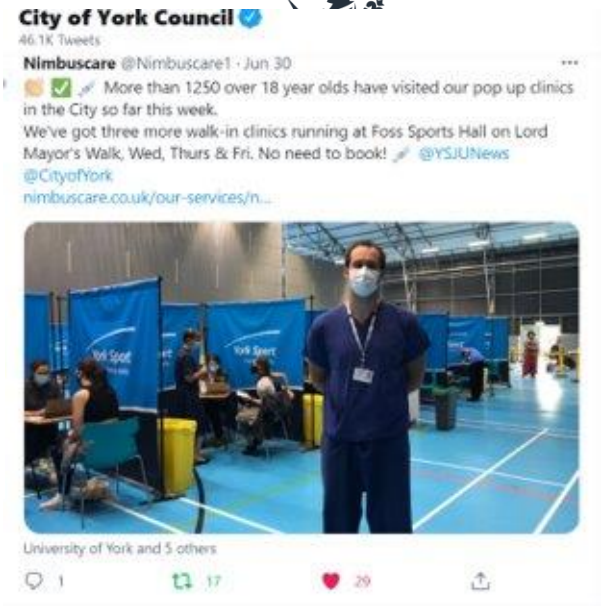 City of York Council
46.1K Tweets
Nimbuscare @Nimbuscare1 · Jun 30
More than 1250 over 18 year olds have visited our pop up clinics
in the City so far this week.
We've got three more walk-in clinics running at Foss Sports Hall on Lord
Mayor's Walk, Wed, Thurs & Fri. No need to book! @YSJUNews
@CityofYork
nimbuscare.co.uk/our-services/n...
York Sport
York Sport
University of York and 5 others
1 17 29